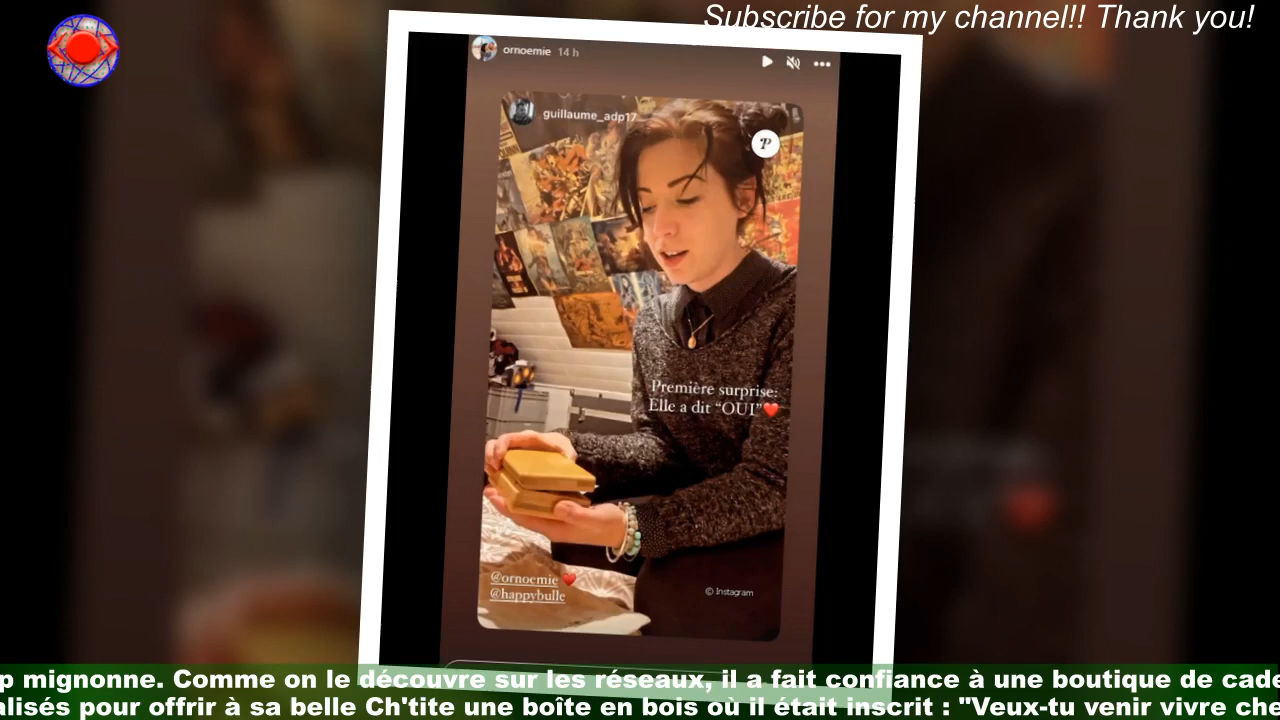 Subscribe for my channel!! Thank you!
ornoemie 14 h
guillaume_adp17
P
Première surprise:
Elle a dit “OUI”❤️
@ornoemie ❤️
@happybulle
© Instagram
p mignonne. Comme on le découvre sur les réseaux, il a fait confiance à une boutique de cade
alisés pour offrir à sa belle Ch'tite une boîte en bois où il était inscrit : "Veux-tu venir vivre che